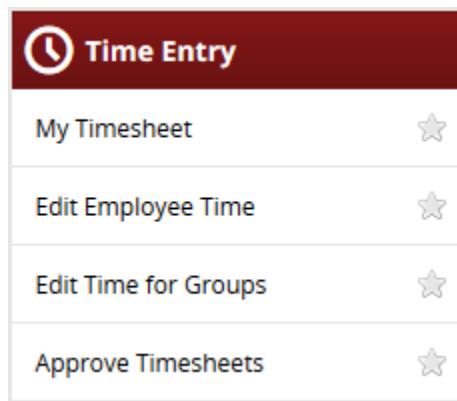 Time Entry
My Timesheet
Edit Employee Time
Edit Time for Groups
Approve Timesheets